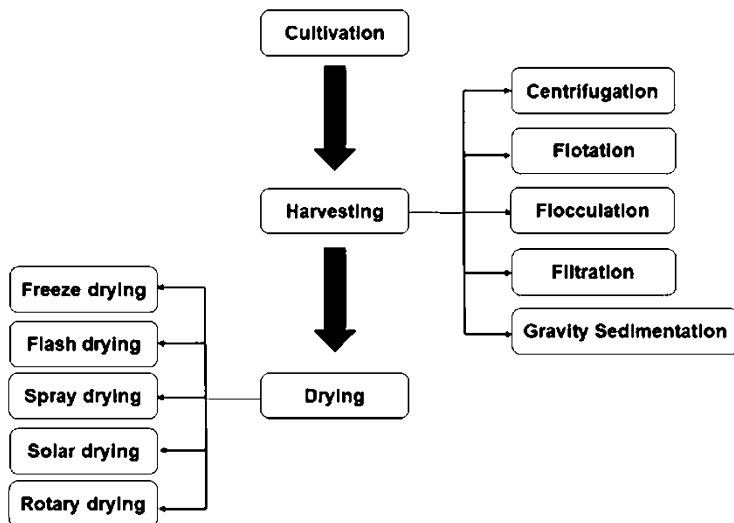 Cultivation
Centrifugation
Flotation
Harvesting
Flocculation
Filtration
Gravity Sedimentation
Freeze drying
Flash drying
Spray drying
Drying
Solar drying
Rotary drying